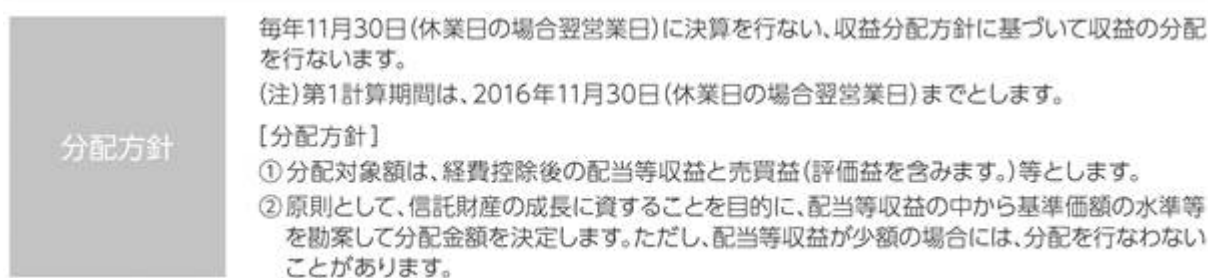 分配方針
毎年11月30日(休業日の場合翌営業日)に決算を行ない、収益分配方針に基づいて収益の分配
を行ないます。
(注)第1計算期間は、2016年11月30日(休業日の場合翌営業日)までとします。
[分配方針]
①分配対象額は、経費控除後の配当等収益と売買益(評価益を含みます。)等とします。
②原則として、信託財産の成長に資することを目的に、配当等収益の中から基準価額の水準等
を勘案して分配金額を決定します。ただし、配当等収益が少額の場合には、分配を行なわない
ことがあります。